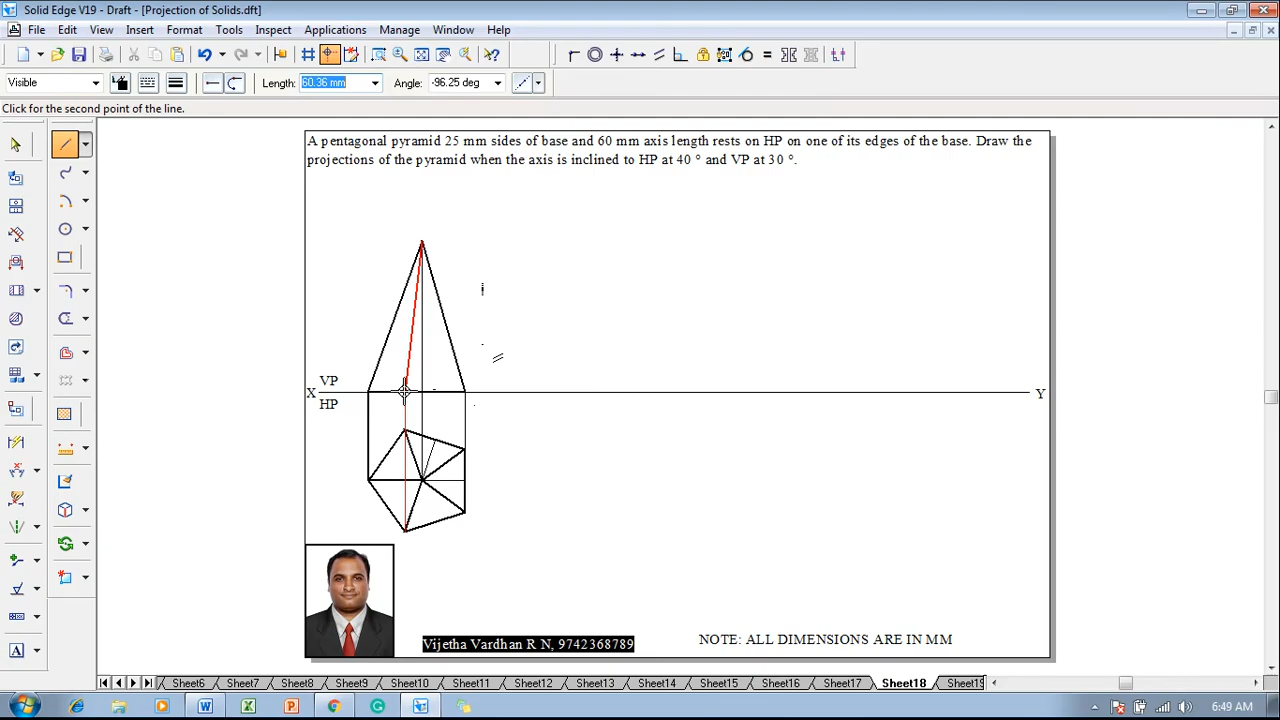 Solid Edge V19 - Draft - [Projection of Solids.dft]
File Edit View Insert Format Tools Inspect Applications Manage Window Help
Visible Length: 60.36 mm Angle: -96.25 deg
Click for the second point of the line.
A pentagonal pyramid 25 mm sides of base and 60 mm axis length rests on HP on one of its edges of the base. Draw the
projections of the pyramid when the axis is inclined to HP at 40 ° and VP at 30 °.
VP
X Y
HP
Vijetha Vardhan R N, 9742368789 NOTE: ALL DIMENSIONS ARE IN MM
Sheet6 Sheet7 Sheet8 Sheet9 Sheet10 Sheet11 Sheet12 Sheet13 Sheet14 Sheet15 Sheet16 Sheet17 Sheet18 Sheet19
6:49 AM